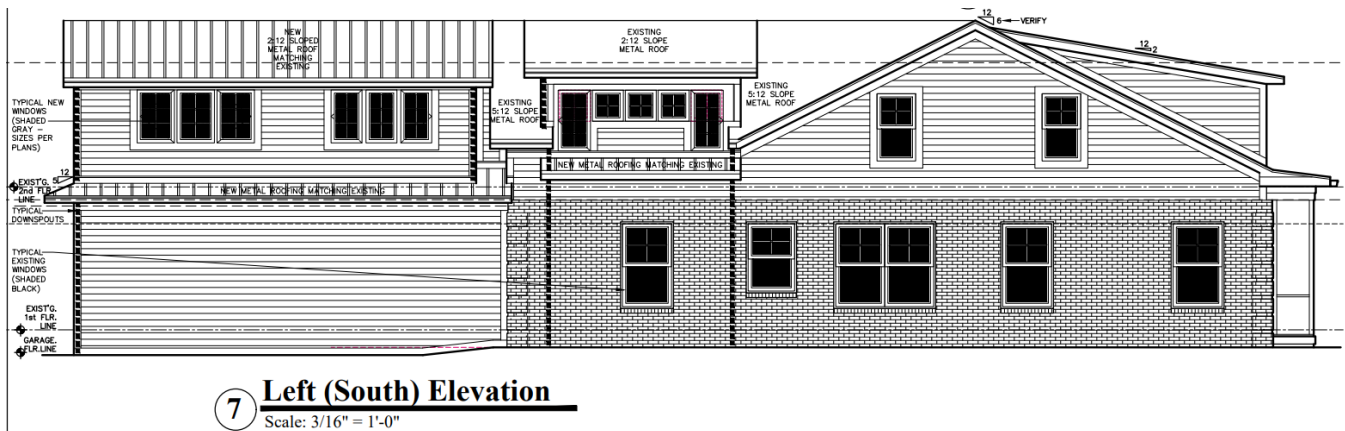 NEW
2:12 SLOPED
METAL ROOF
MATCHING
EXISTING
EXISTING
2:12 SLOPE
METAL ROOF
12
6
VERIFY
12
2
EXISTING
5:12 SLOPE
METAL ROOF
EXISTING
5:12 SLOPE
METAL ROOF
TYPICAL NEW
WINDOWS
(SHADED
GRAY –
SIZES PER
PLANS)
NEW METAL ROOFING MATCHING EXISTING
12
5
EXIST'G.
2nd FLR.
LINE
NEW METAL ROOFING MATCHING EXISTING
TYPICAL
DOWNSPOUTS
TYPICAL
EXISTING
WINDOWS
(SHADED
BLACK)
EXIST'G.
1st FLR.
LINE
GARAGE.
FLR.LINE
7
Left (South) Elevation
Scale: 3/16" = 1'-0"